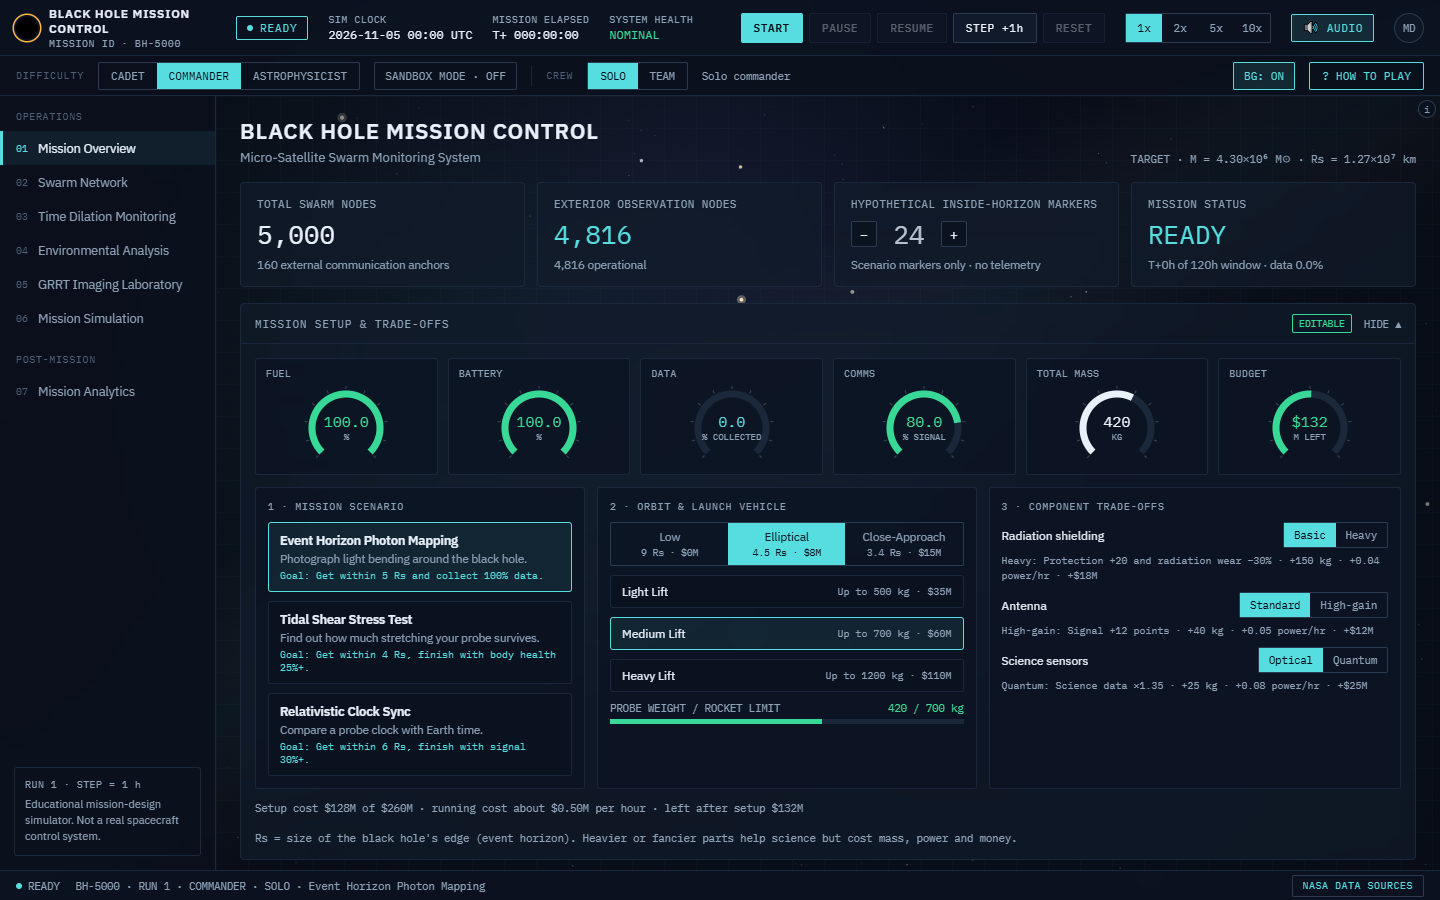 BLACK HOLE MISSION CONTROL
MISSION ID · BH-5000
READY
SIM CLOCK
2026-11-05 00:00 UTC
MISSION ELAPSED
T+ 000:00:00
SYSTEM HEALTH
NOMINAL
START
PAUSE
RESUME
STEP +1h
RESET
1x 2x 5x 10x
AUDIO
MD
DIFFICULTY
CADET
COMMANDER
ASTROPHYSICIST
SANDBOX MODE · OFF
CREW
SOLO
TEAM
Solo commander
BG: ON
? HOW TO PLAY
OPERATIONS
01 Mission Overview
02 Swarm Network
03 Time Dilation Monitoring
04 Environmental Analysis
05 GRRT Imaging Laboratory
06 Mission Simulation
POST-MISSION
07 Mission Analytics
RUN 1 · STEP = 1 h
Educational mission-design
simulator. Not a real spacecraft
control system.
i
BLACK HOLE MISSION CONTROL
Micro-Satellite Swarm Monitoring System
TARGET · M = 4.30×10⁶ M⊙ · Rs = 1.27×10⁷ km
TOTAL SWARM NODES
5,000
160 external communication anchors
EXTERIOR OBSERVATION NODES
4,816
4,816 operational
HYPOTHETICAL INSIDE-HORIZON MARKERS
− 24 +
Scenario markers only · no telemetry
MISSION STATUS
READY
T+0h of 120h window · data 0.0%
MISSION SETUP & TRADE-OFFS
EDITABLE
HIDE ▲
FUEL
100.0
%
BATTERY
100.0
%
DATA
0.0
% COLLECTED
COMMS
80.0
% SIGNAL
TOTAL MASS
420
KG
BUDGET
$132
M LEFT
1 · MISSION SCENARIO
Event Horizon Photon Mapping
Photograph light bending around the black hole.
Goal: Get within 5 Rs and collect 100% data.
Tidal Shear Stress Test
Find out how much stretching your probe survives.
Goal: Get within 4 Rs, finish with body health
25%+.
Relativistic Clock Sync
Compare a probe clock with Earth time.
Goal: Get within 6 Rs, finish with signal
30%+.
2 · ORBIT & LAUNCH VEHICLE
Low
9 Rs · $0M
Elliptical
4.5 Rs · $8M
Close-Approach
3.4 Rs · $15M
Light Lift Up to 500 kg · $35M
Medium Lift Up to 700 kg · $60M
Heavy Lift Up to 1200 kg · $110M
PROBE WEIGHT / ROCKET LIMIT 420 / 700 kg
3 · COMPONENT TRADE-OFFS
Radiation shielding Basic Heavy
Heavy: Protection +20 and radiation wear −30% · +150 kg · +0.04
power/hr · +$18M
Antenna Standard High-gain
High-gain: Signal +12 points · +40 kg · +0.05 power/hr · +$12M
Science sensors Optical Quantum
Quantum: Science data ×1.35 · +25 kg · +0.08 power/hr · +$25M
Setup cost $128M of $260M · running cost about $0.50M per hour · left after setup $132M
Rs = size of the black hole's edge (event horizon). Heavier or fancier parts help science but cost mass, power and money.
READY BH-5000 · RUN 1 · COMMANDER · SOLO · Event Horizon Photon Mapping
NASA DATA SOURCES